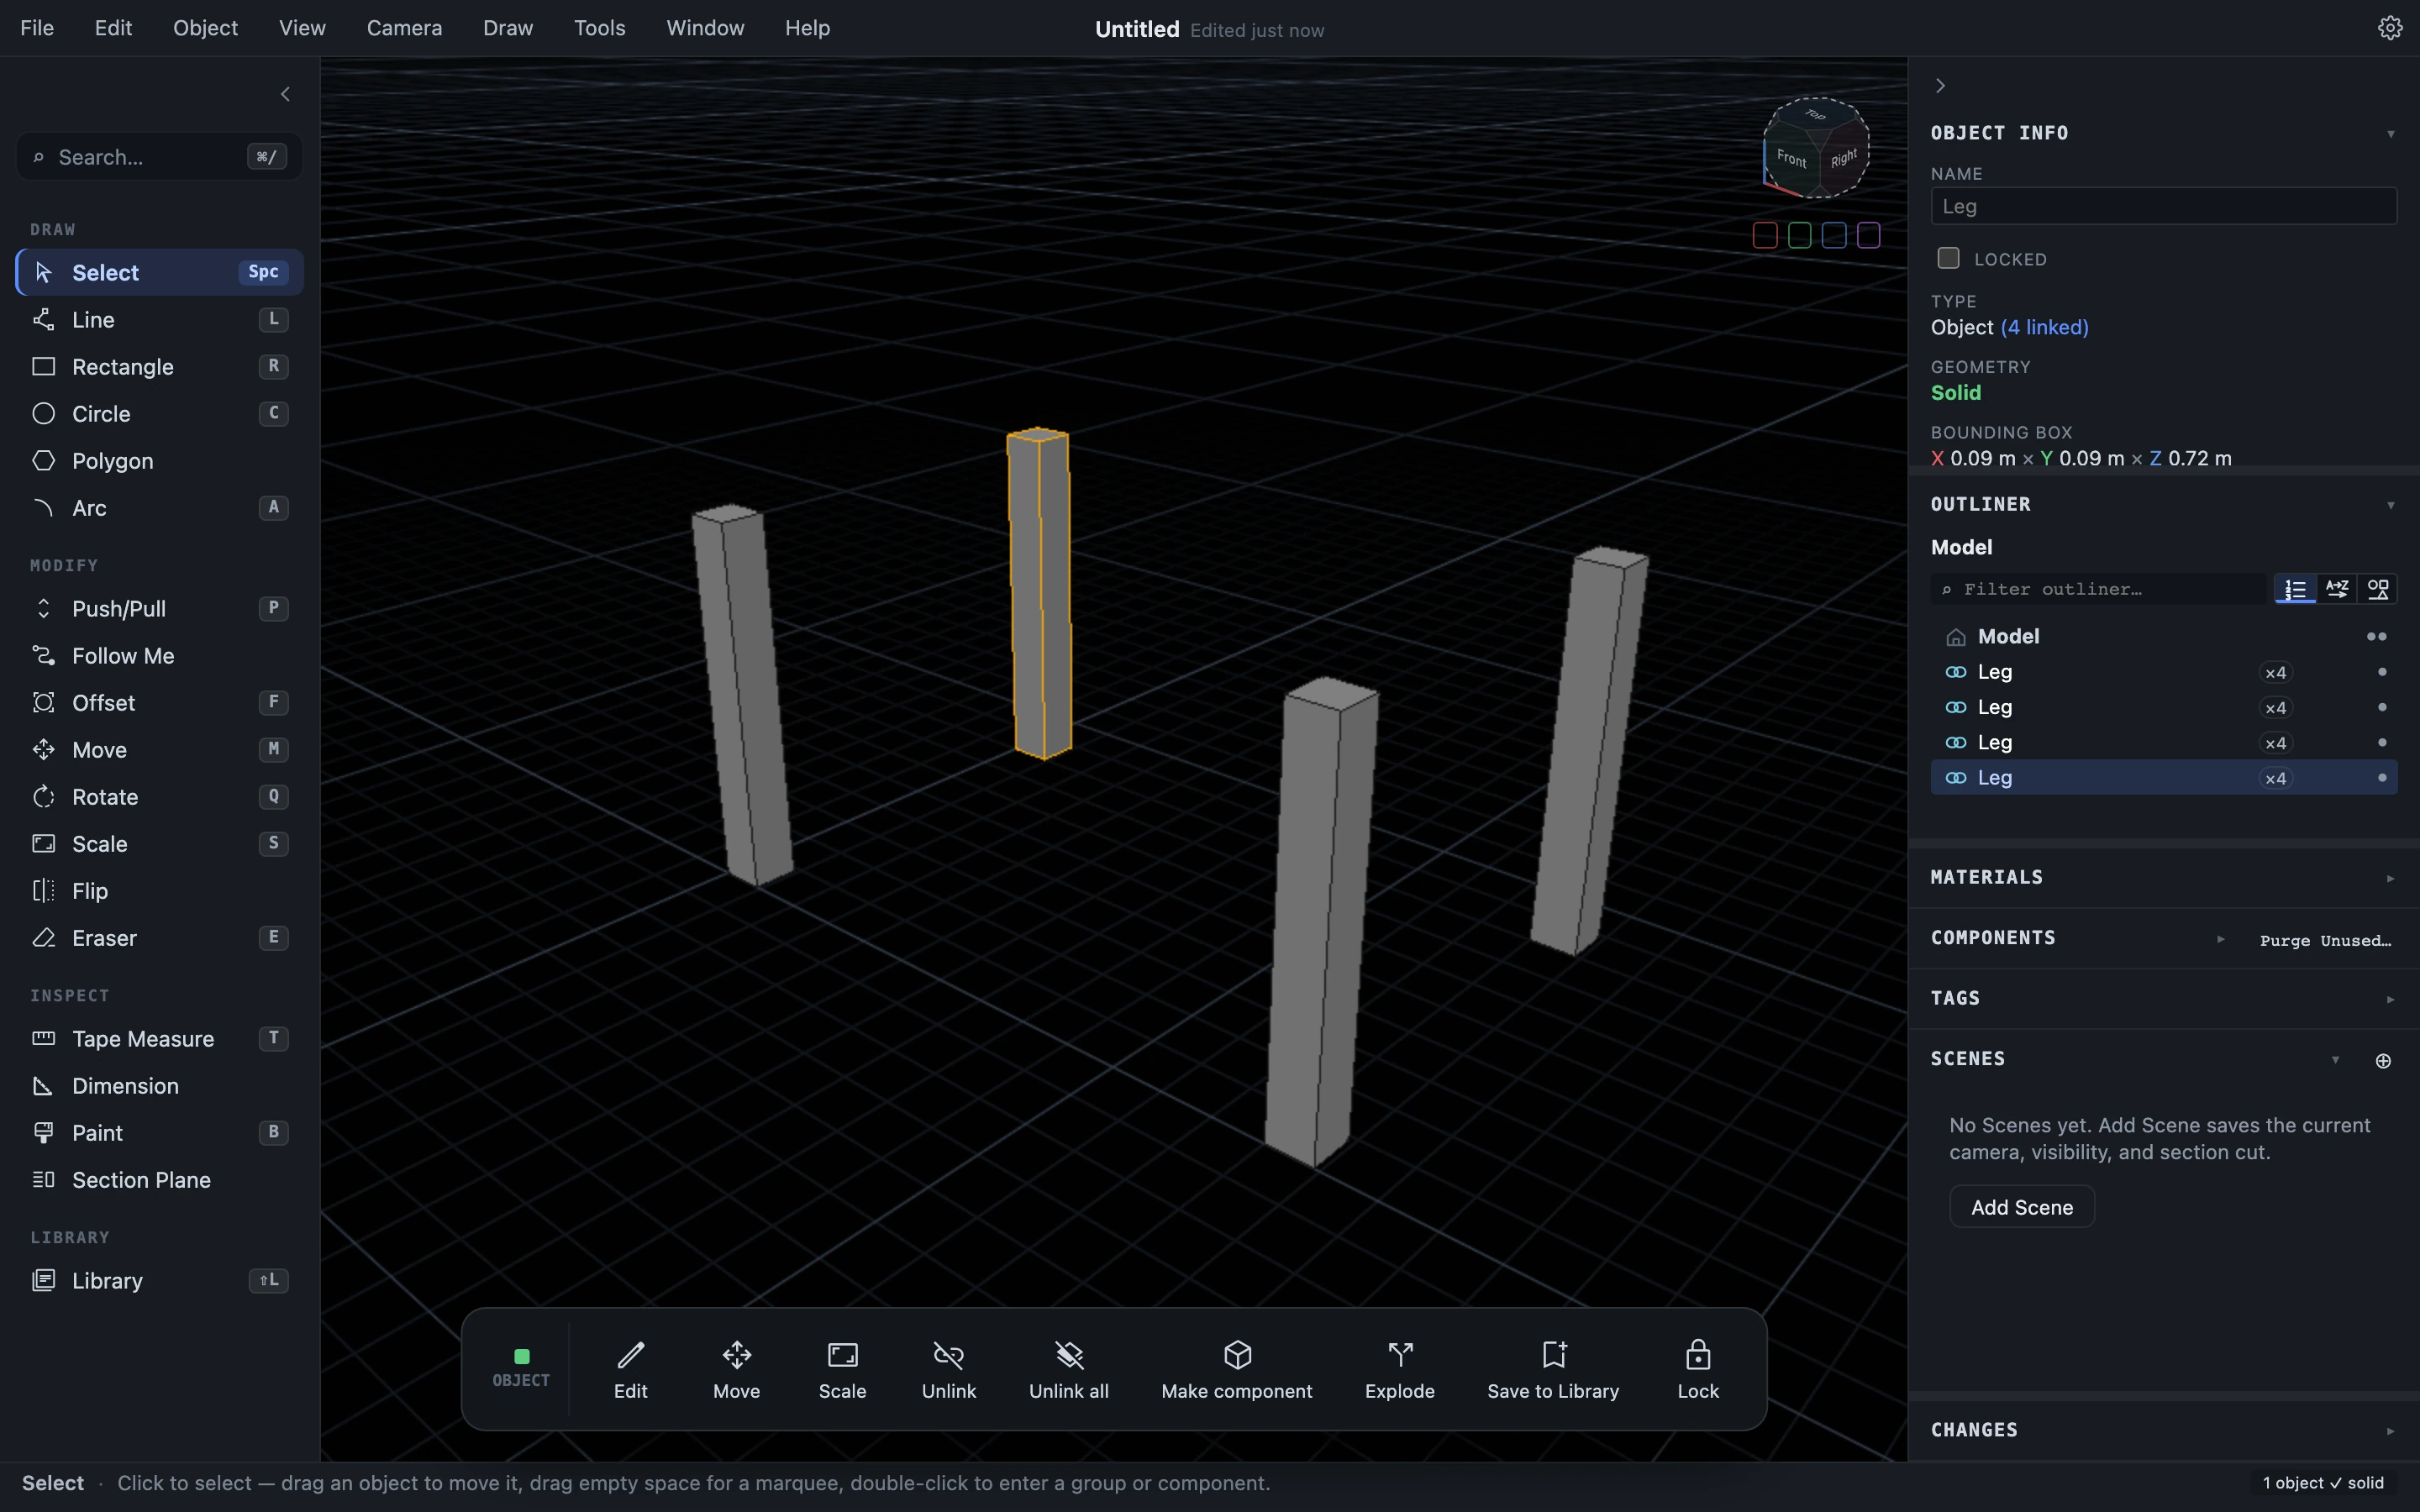 File Edit Object View Camera Draw Tools Window Help
Untitled Edited just now
Search... ⌘/
DRAW
Select Spc
Line L
Rectangle R
Circle C
Polygon
Arc A
MODIFY
Push/Pull P
Follow Me
Offset F
Move M
Rotate Q
Scale S
Flip
Eraser E
INSPECT
Tape Measure T
Dimension
Paint B
Section Plane
LIBRARY
Library ⇧L
Top
Front
Right
OBJECT
Edit
Move
Scale
Unlink
Unlink all
Make component
Explode
Save to Library
Lock
OBJECT INFO
NAME
Leg
LOCKED
TYPE
Object (4 linked)
GEOMETRY
Solid
BOUNDING BOX
X 0.09 m × Y 0.09 m × Z 0.72 m
OUTLINER
Model
Filter outliner…
Model
Leg ×4
Leg ×4
Leg ×4
Leg ×4
MATERIALS
COMPONENTS Purge Unused…
TAGS
SCENES
No Scenes yet. Add Scene saves the current
camera, visibility, and section cut.
Add Scene
CHANGES
Select · Click to select — drag an object to move it, drag empty space for a marquee, double-click to enter a group or component.
1 object ✓ solid